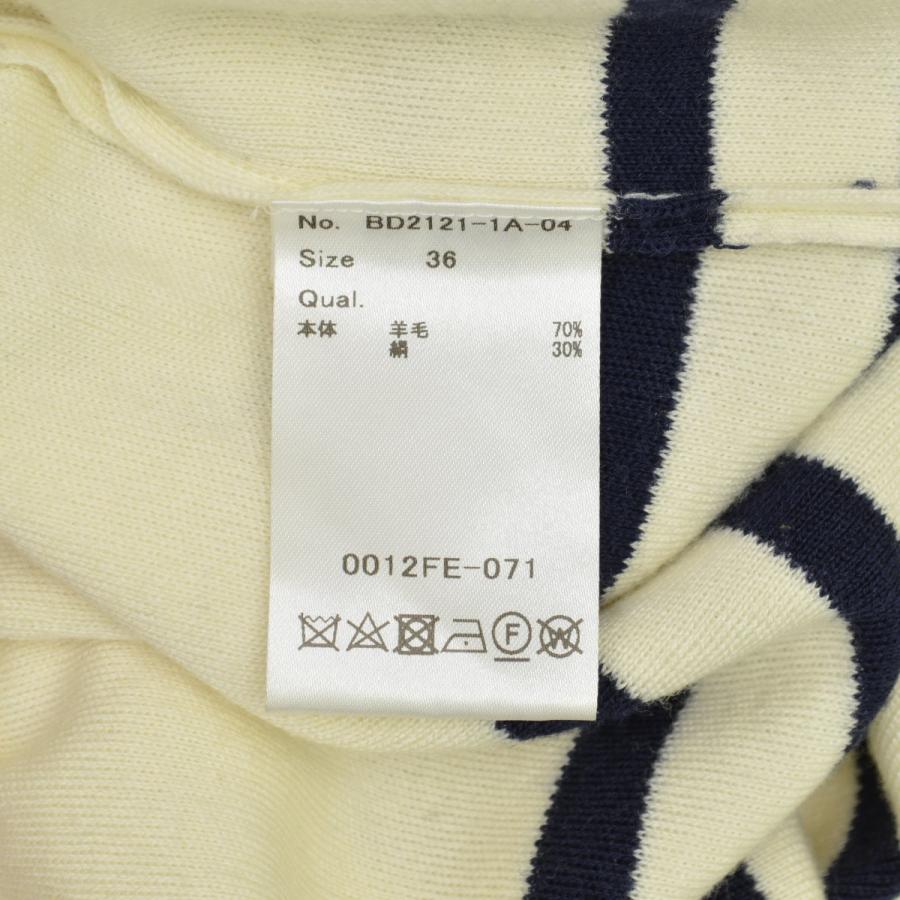 No. BD2121-1A-04
Size 36
Qual.
本体 羊毛 70%
絹 30%
0012FE-071
F W